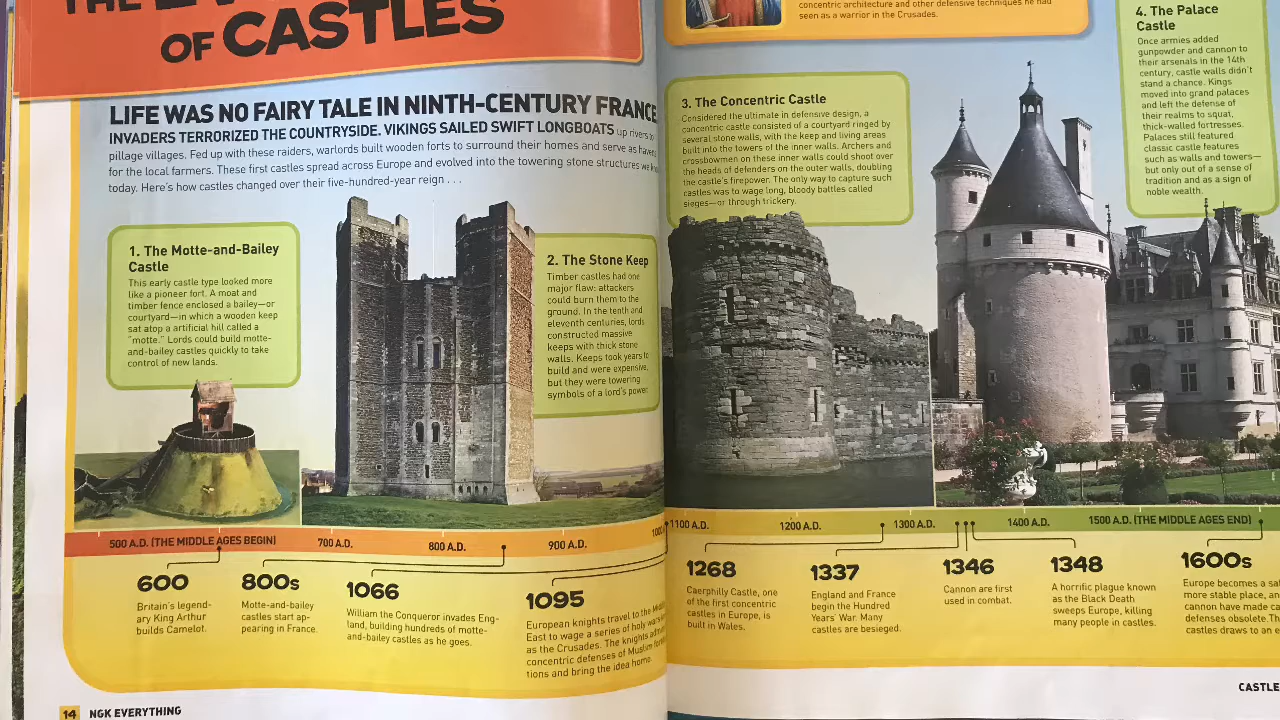 THE
OF CASTLES
LIFE WAS NO FAIRY TALE IN NINTH-CENTURY FRANCE
INVADERS TERRORIZED THE COUNTRYSIDE. VIKINGS SAILED SWIFT LONGBOATS up rivers to
pillage villages. Fed up with these raiders, warlords built wooden forts to surround their homes and serve as havens
for the local farmers. These first castles spread across Europe and evolved into the towering stone structures we know
today. Here's how castles changed over their five-hundred-year reign . . .
1. The Motte-and-Bailey
Castle
This early castle type looked more
like a pioneer fort. A moat and
timber fence enclosed a bailey—or
courtyard—in which a wooden keep
sat atop a artificial hill called a
"motte." Lords could build motte-
and-bailey castles quickly to take
control of new lands.
2. The Stone Keep
Timber castles had one
major flaw: attackers
could burn them to the
ground. In the tenth and
eleventh centuries, lords
constructed massive
keeps with thick stone
walls. Keeps took years to
build and were expensive,
but they were towering
symbols of a lord's power.
500 A.D. (THE MIDDLE AGES BEGIN)
700 A.D.
800 A.D.
900 A.D.
600
Britain's legend-
ary King Arthur
builds Camelot.
800s
Motte-and-bailey
castles start ap-
pearing in France.
1066
William the Conqueror invades Eng-
land, building hundreds of motte-
and-bailey castles as he goes.
1095
European knights travel to the Middle
East to wage a series of holy wars
as the Crusades. The knights
concentric defenses of Muslim
tions and bring the idea home.
14 NGK EVERYTHING
concentric architecture and other defensive techniques he had
seen as a warrior in the Crusades.
3. The Concentric Castle
Considered the ultimate in defensive design, a
concentric castle consisted of a courtyard ringed by
several stone walls, with the keep and living areas
built into the towers of the inner walls. Archers and
crossbowmen on these inner walls could shoot over
the heads of defenders on the outer walls, doubling
the castle's firepower. The only way to capture such
castles was to wage long, bloody battles called
sieges—or through trickery.
4. The Palace
Castle
Once armies added
gunpowder and cannon to
their arsenals in the 14th
century, castle walls didn't
stand a chance. Kings
moved into grand palaces
and left the defense of
their realms to squat,
thick-walled fortresses.
Palaces still featured
classic castle features
such as walls and towers—
but only out of a sense of
tradition and as a sign of
noble wealth.
1100 A.D.
1200 A.D.
1300 A.D.
1400 A.D.
1500 A.D. (THE MIDDLE AGES END)
1268
Caerphilly Castle, one
of the first concentric
castles in Europe, is
built in Wales.
1337
England and France
begin the Hundred
Years' War. Many
castles are besieged.
1346
Cannon are first
used in combat.
1348
A horrific plague known
as the Black Death
sweeps Europe, killing
many people in castles.
1600s
Europe becomes a
more stable place,
cannon have made
defenses obsolete.
castles draws to an
CASTLE